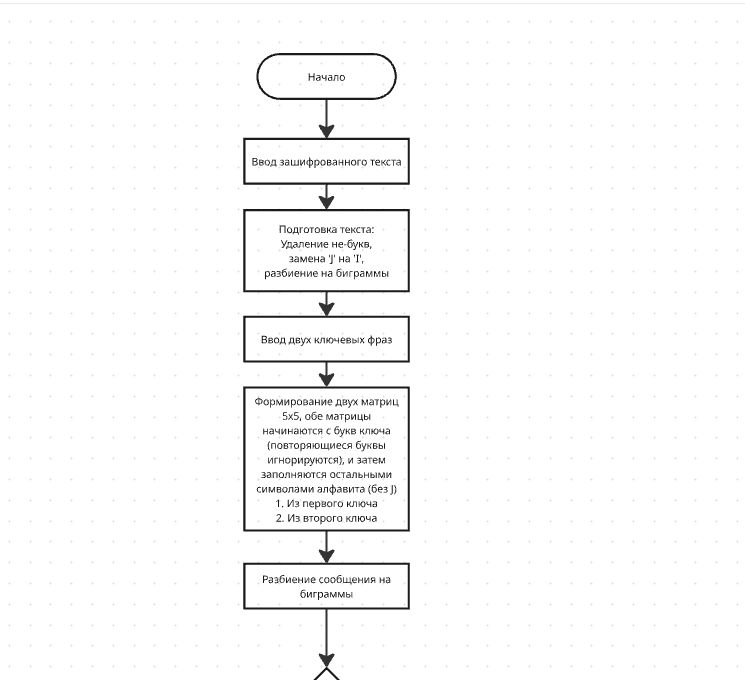 Начало
Ввод зашифрованного текста
Подготовка текста:
Удаление не-букв,
замена 'J' на 'I',
разбиение на биграммы
Ввод двух ключевых фраз
Формирование двух матриц
5x5, обе матрицы
начинаются с букв ключа
(повторяющиеся буквы
игнорируются), и затем
заполняются остальными
символами алфавита (без J)
1. Из первого ключа
2. Из второго ключа
Разбиение сообщения на
биграммы